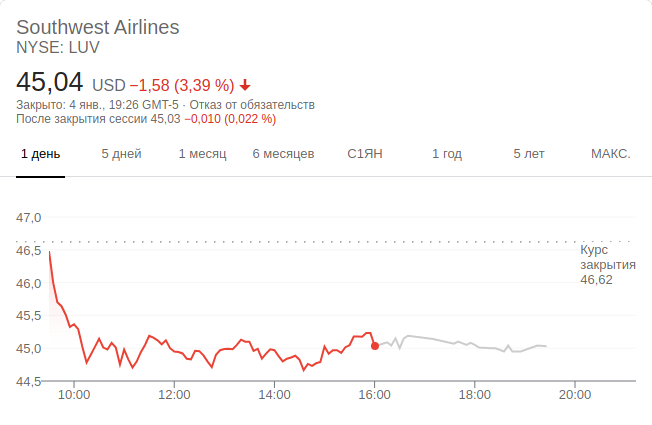 Southwest Airlines
NYSE: LUV
45,04 USD −1,58 (3,39 %)
Закрыто: 4 янв., 19:26 GMT-5 · Отказ от обязательств
После закрытия сессии 45,03 −0,010 (0,022 %)
1 день 5 дней 1 месяц 6 месяцев С1ЯН 1 год 5 лет МАКС.
47,0
46,5
46,0
45,5
45,0
44,5
Курс
закрытия
46,62
10:00 12:00 14:00 16:00 18:00 20:00